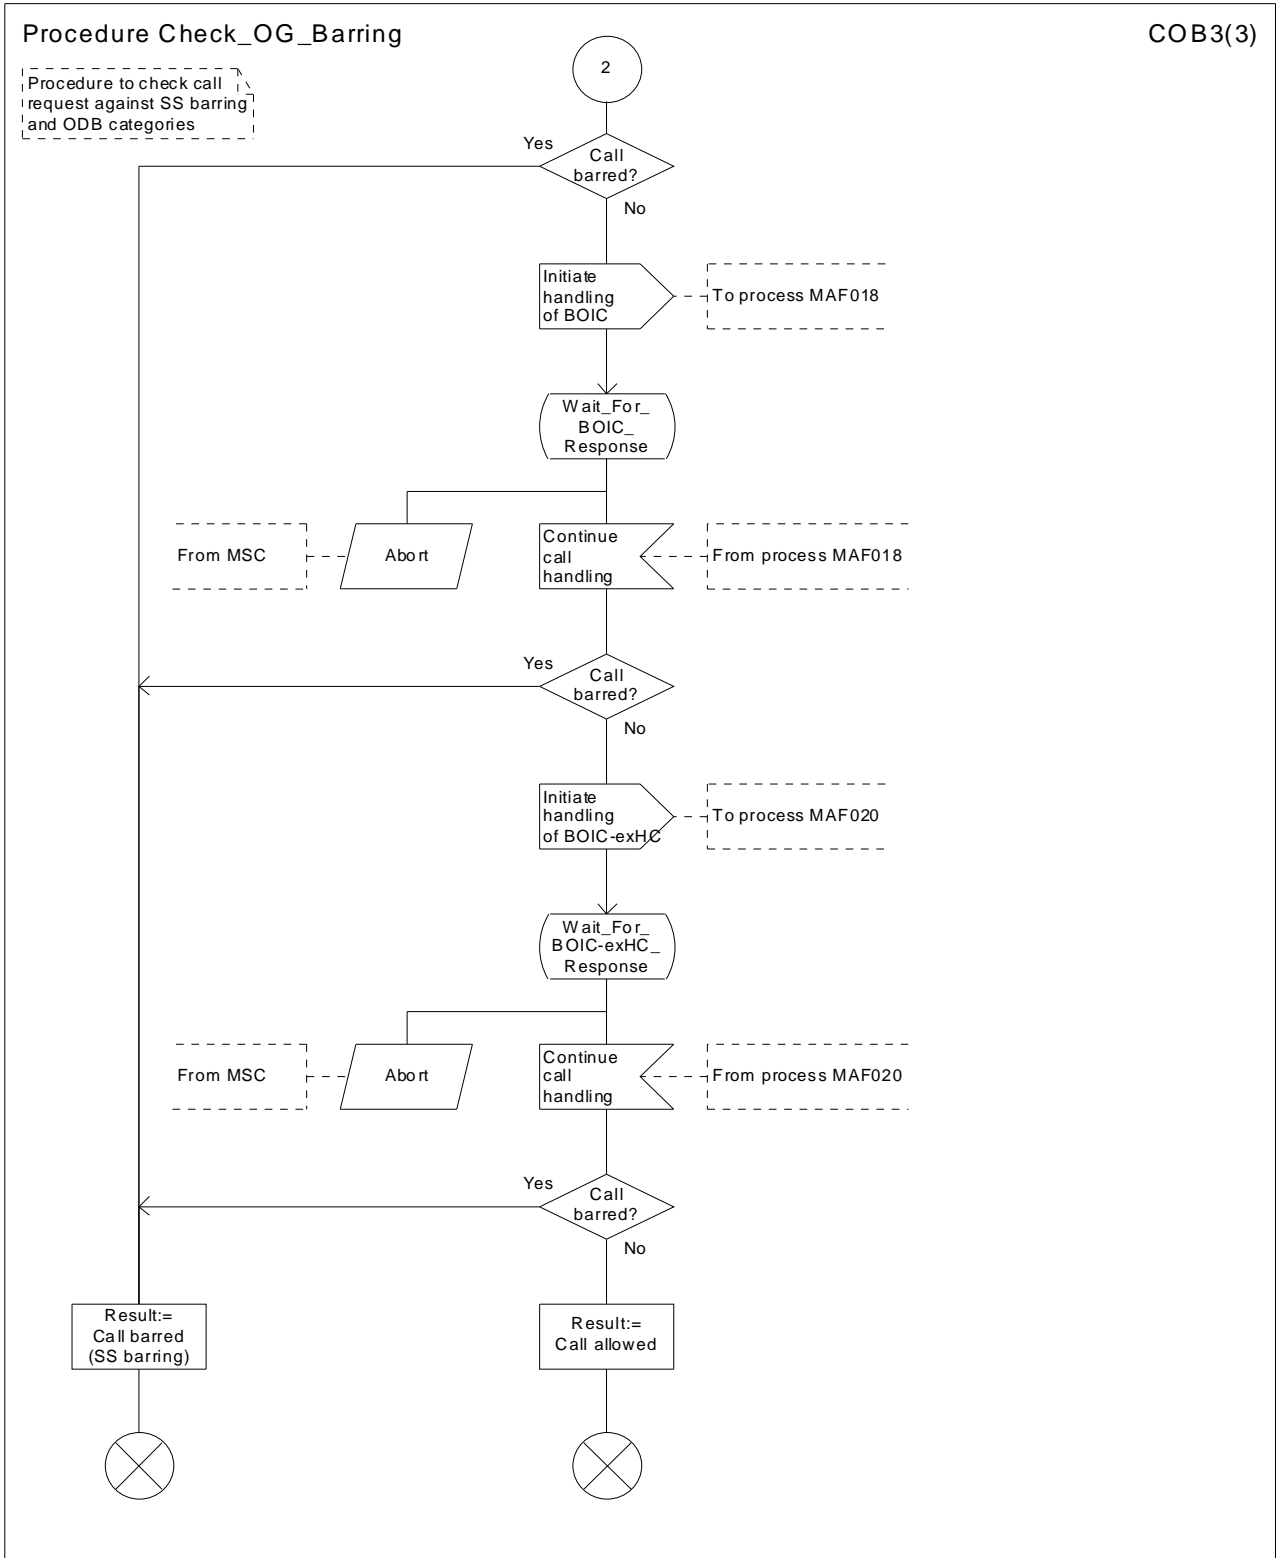 Procedure Check_OG_Barring
COB3(3)
Procedure to check call
request against SS barring
and ODB categories
2
Yes
Call
barred?
No
Initiate
handling
of BOIC
To process MAF018
Wait_For_
BOIC_
Response
From MSC
Abort
Continue
call
handling
From process MAF018
Yes
Call
barred?
No
Initiate
handling
of BOIC-exHC
To process MAF020
Wait_For_
BOIC-exHC_
Response
From MSC
Abort
Continue
call
handling
From process MAF020
Yes
Call
barred?
No
Result:=
Call barred
(SS barring)
Result:=
Call allowed